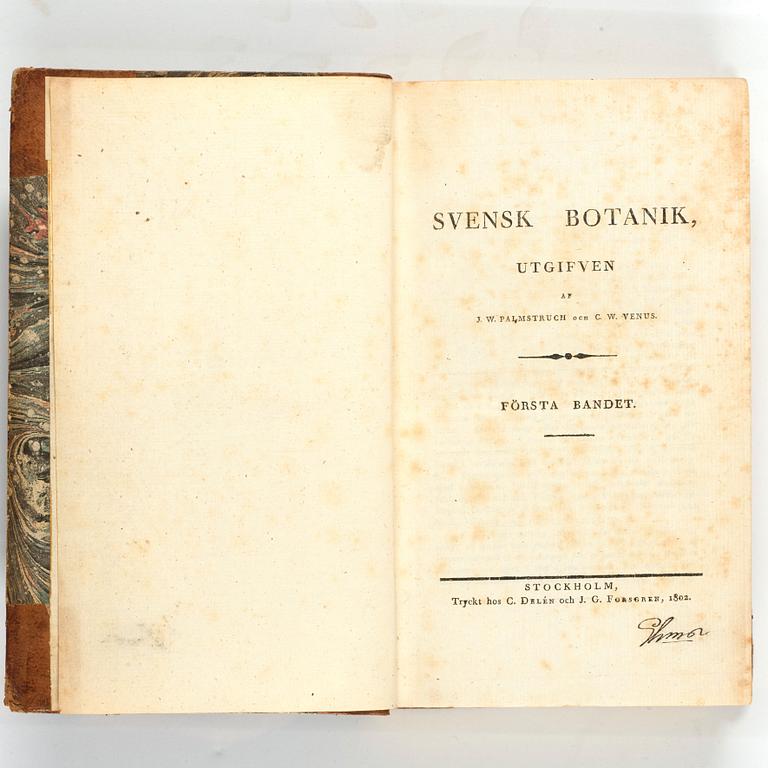 SVENSK BOTANIK,
UTGIFVEN
AF
J. W. PALMSTRUCH OCH C. W. VENUS.
FÖRSTA BANDET.
STOCKHOLM,
Tryckt hos C. DELÉN och J. G. FORSGREN, 1802.